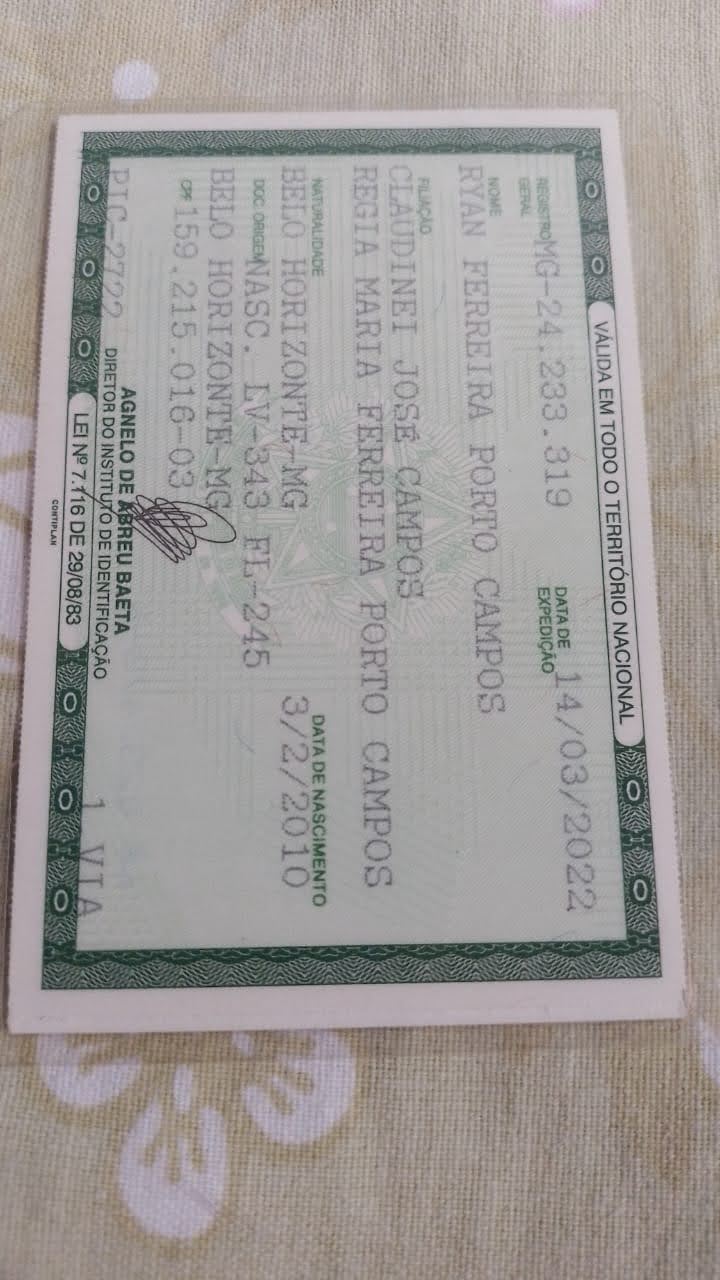 VÁLIDA EM TODO O TERRITÓRIO NACIONAL
REGISTRO GERAL MG-24.233.319 DATA DE EXPEDIÇÃO 14/03/2022
NOME
RYAN FERREIRA PORTO CAMPOS
FILIAÇÃO
CLAUDINEI JOSÉ CAMPOS
REGIA MARIA FERREIRA PORTO CAMPOS
NATURALIDADE DATA DE NASCIMENTO
BELO HORIZONTE-MG 3/2/2010
DOC. ORIGEM NASC. LV-343 FL-245
BELO HORIZONTE-MG
CPF 159.215.016-03
PIC-2722 AGNELO DE ABREU BAETA 1 VIA
DIRETOR DO INSTITUTO DE IDENTIFICAÇÃO
LEI Nº 7.116 DE 29/08/83
CONTIPLAN